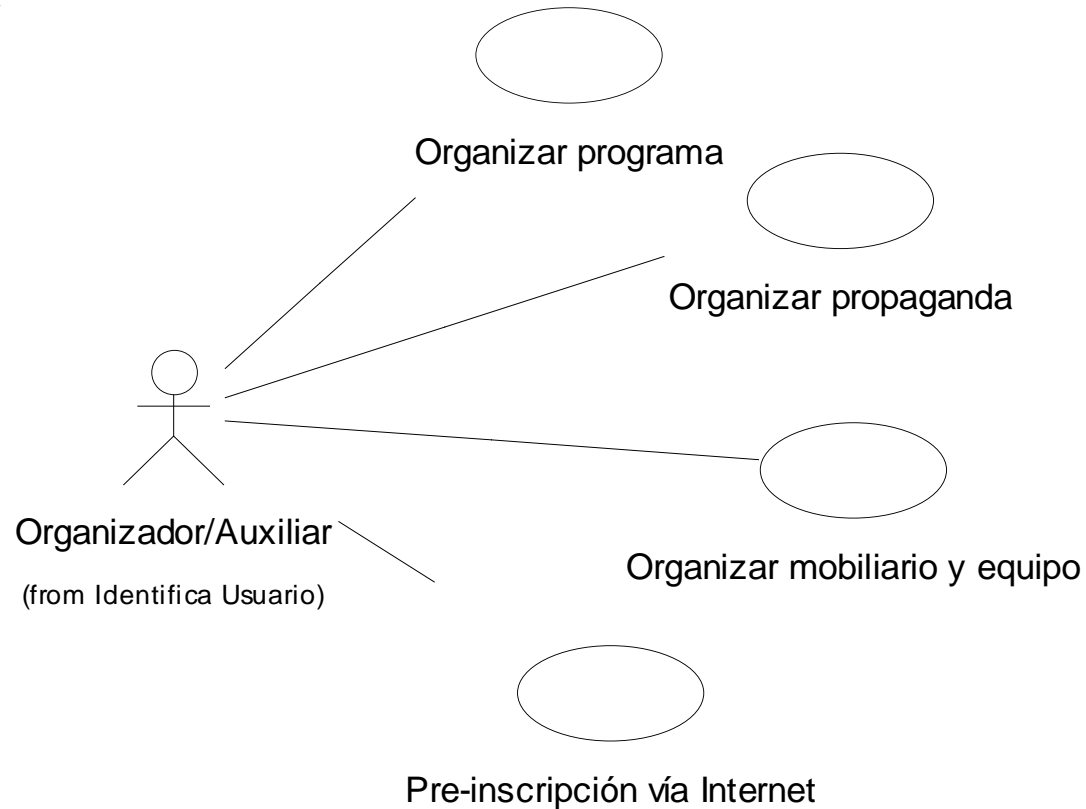 Organizar programa
Organizar propaganda
Organizador/Auxiliar
(from Identifica Usuario)
Organizar mobiliario y equipo
Pre-inscripción vía Internet